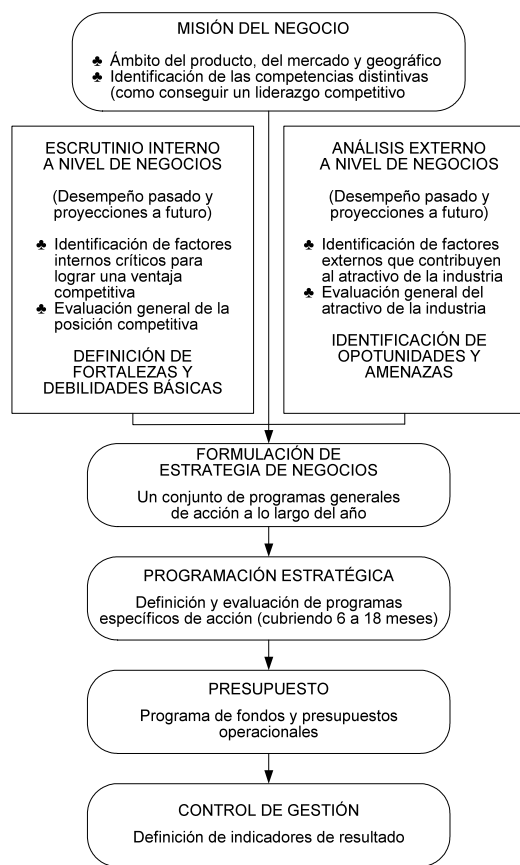 MISIÓN DEL NEGOCIO
♣ Ámbito del producto, del mercado y geográfico
♣ Identificación de las competencias distintivas
(como conseguir un liderazgo competitivo
ESCRUTINIO INTERNO
A NIVEL DE NEGOCIOS
(Desempeño pasado y
proyecciones a futuro)
♣ Identificación de factores
internos críticos para
lograr una ventaja
competitiva
♣ Evaluación general de la
posición competitiva
DEFINICIÓN DE
FORTALEZAS Y
DEBILIDADES BÁSICAS
ANÁLISIS EXTERNO
A NIVEL DE NEGOCIOS
(Desempeño pasado y
proyecciones a futuro)
♣ Identificación de factores
externos que contribuyen
al atractivo de la industria
♣ Evaluación general del
atractivo de la industria
IDENTIFICACIÓN DE
OPOTUNIDADES Y
AMENAZAS
FORMULACIÓN DE
ESTRATEGIA DE NEGOCIOS
Un conjunto de programas generales
de acción a lo largo del año
PROGRAMACIÓN ESTRATÉGICA
Definición y evaluación de programas
específicos de acción (cubriendo 6 a 18 meses)
PRESUPUESTO
Programa de fondos y presupuestos
operacionales
CONTROL DE GESTIÓN
Definición de indicadores de resultado